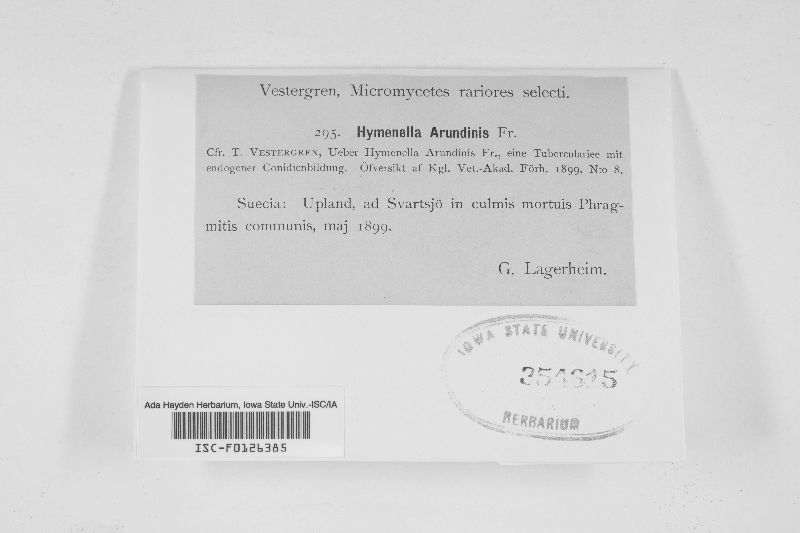 Vestergren, Micromycetes rariores selecti.
295. Hymenella Arundinis Fr.
Cfr. T. VESTERGREN, Ueber Hymenella Arundinis Fr., eine Tuberculariee mit
endogener Conidienbildung. Öfversikt af Kgl. Vet.-Akad. Förh. 1899. N:o 8.
Suecia: Upland, ad Svartsjö in culmis mortuis Phrag-
mitis communis, maj 1899.
G. Lagerheim.
IOWA STATE UNIVERSITY
HERBARIUM
Ada Hayden Herbarium, Iowa State Univ.-ISC/IA
ISC-F0126385